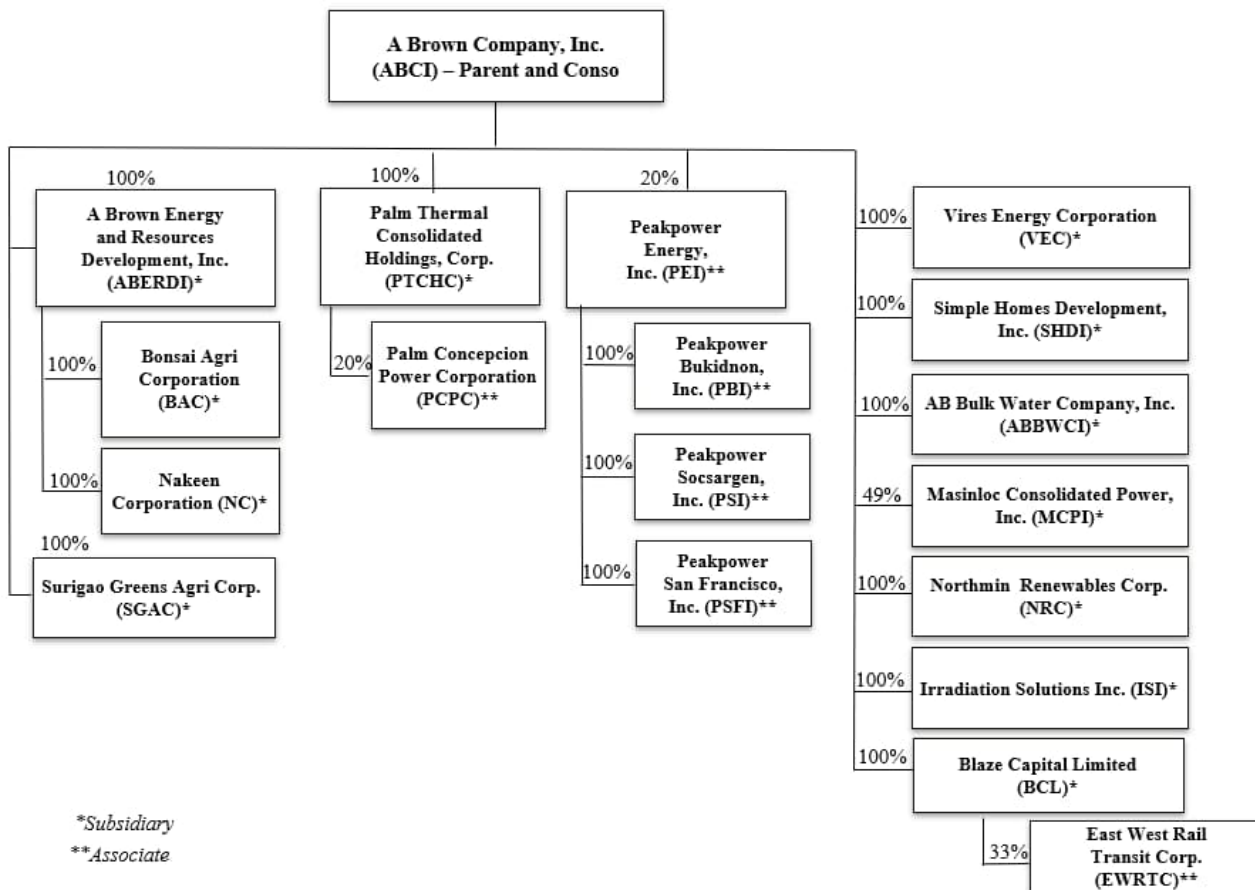 A Brown Company, Inc.
(ABCI) – Parent and Conso
100%
A Brown Energy
and Resources
Development, Inc.
(ABERDI)*
100%
Bonsai Agri
Corporation
(BAC)*
100%
Nakeen
Corporation (NC)*
100%
Surigao Greens Agri Corp.
(SGAC)*
100%
Palm Thermal
Consolidated
Holdings, Corp.
(PTCHC)*
20%
Palm Concepcion
Power Corporation
(PCPC)**
20%
Peakpower
Energy,
Inc. (PEI)**
100%
Peakpower
Bukidnon,
Inc. (PBI)**
100%
Peakpower
Socsargen,
Inc. (PSI)**
100%
Peakpower
San Francisco,
Inc. (PSFI)**
100%
Vires Energy Corporation
(VEC)*
100%
Simple Homes Development,
Inc. (SHDI)*
100%
AB Bulk Water Company, Inc.
(ABBWCI)*
49%
Masinloc Consolidated Power,
Inc. (MCPI)*
100%
Northmin Renewables Corp.
(NRC)*
100%
Irradiation Solutions Inc. (ISI)*
100%
Blaze Capital Limited
(BCL)*
33%
East West Rail
Transit Corp.
(EWRTC)**
*Subsidiary
**Associate